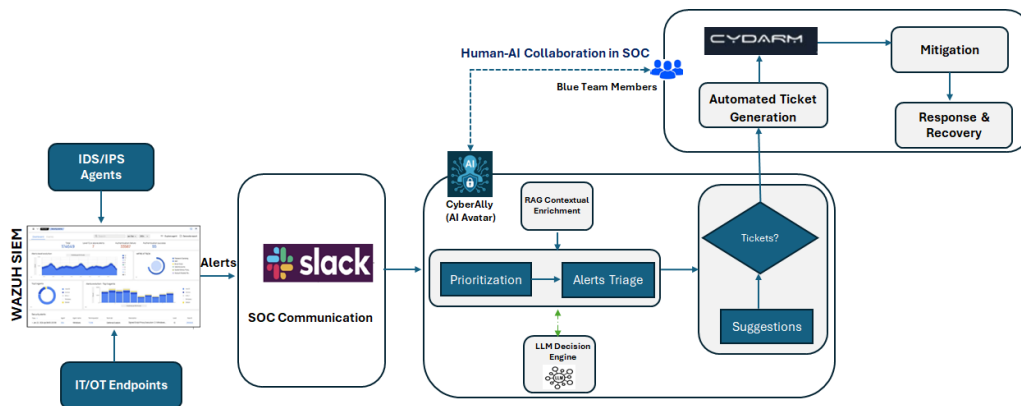 CYDARM
Mitigation
Human-AI Collaboration in SOC
Blue Team Members
Automated Ticket
Generation
Response &
Recovery
IDS/IPS
Agents
AI
CyberAlly
(AI Avatar)
RAG Contextual
Enrichment
WAZUH SIEM
Alerts
slack
SOC Communication
Prioritization
Alerts Triage
Tickets?
Suggestions
LLM Decision
Engine
LLM
IT/OT Endpoints